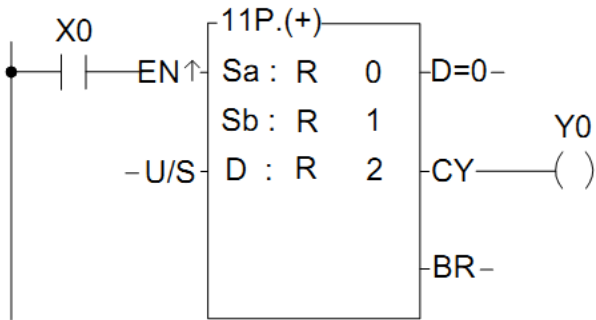 11P.(+)
X0
EN↑ Sa : R 0 D=0
Sb : R 1
Y0
U/S D : R 2 CY ( )
BR